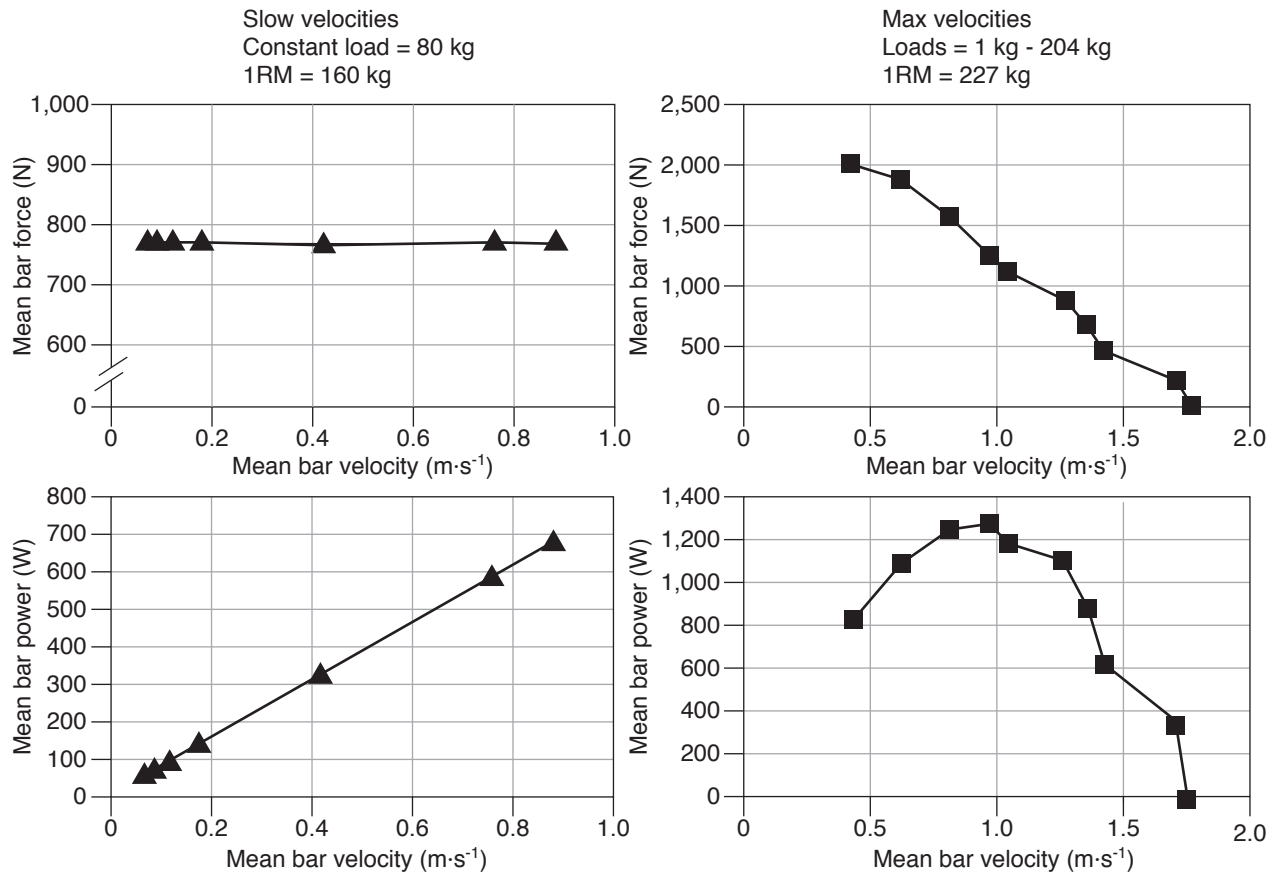 Slow velocities
Constant load = 80 kg
1RM = 160 kg
1,000
900
800
700
600
0
Mean bar force (N)
0 0.2 0.4 0.6 0.8 1.0
Mean bar velocity (m·s⁻¹)
Max velocities
Loads = 1 kg - 204 kg
1RM = 227 kg
2,500
2,000
1,500
1,000
500
0
Mean bar force (N)
0 0.5 1.0 1.5 2.0
Mean bar velocity (m·s⁻¹)
800
700
600
500
400
300
200
100
0
Mean bar power (W)
0 0.2 0.4 0.6 0.8 1.0
Mean bar velocity (m·s⁻¹)
1,400
1,200
1,000
800
600
400
200
0
Mean bar power (W)
0 0.5 1.0 1.5 2.0
Mean bar velocity (m·s⁻¹)